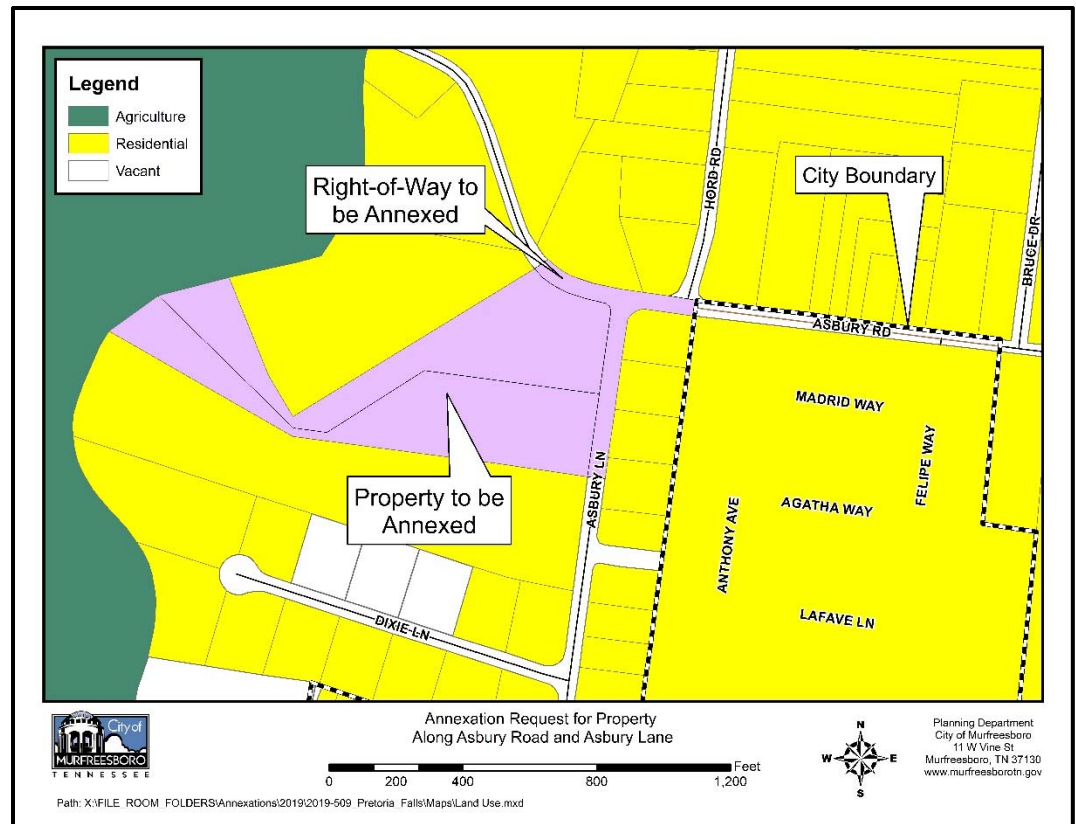 Legend
Agriculture
Residential
Vacant
Right-of-Way to
be Annexed
HORD RD
City Boundary
BRUCE DR
ASBURY RD
MADRID WAY
FELIPE WAY
Property to be
Annexed
ASBURY LN
AGATHA WAY
ANTHONY AVE
DIXIE LN
LAFAVE LN
City of
MURFREESBORO
TENNESSEE
Annexation Request for Property
Along Asbury Road and Asbury Lane
Feet
0 200 400 800 1,200
N
W E
S
Planning Department
City of Murfreesboro
11 W Vine St
Murfreesboro, TN 37130
www.murfreesborotn.gov
Path: X:\FILE_ROOM_FOLDERS\Annexations\2019\2019-509_Pretoria_Falls\Maps\Land Use.mxd